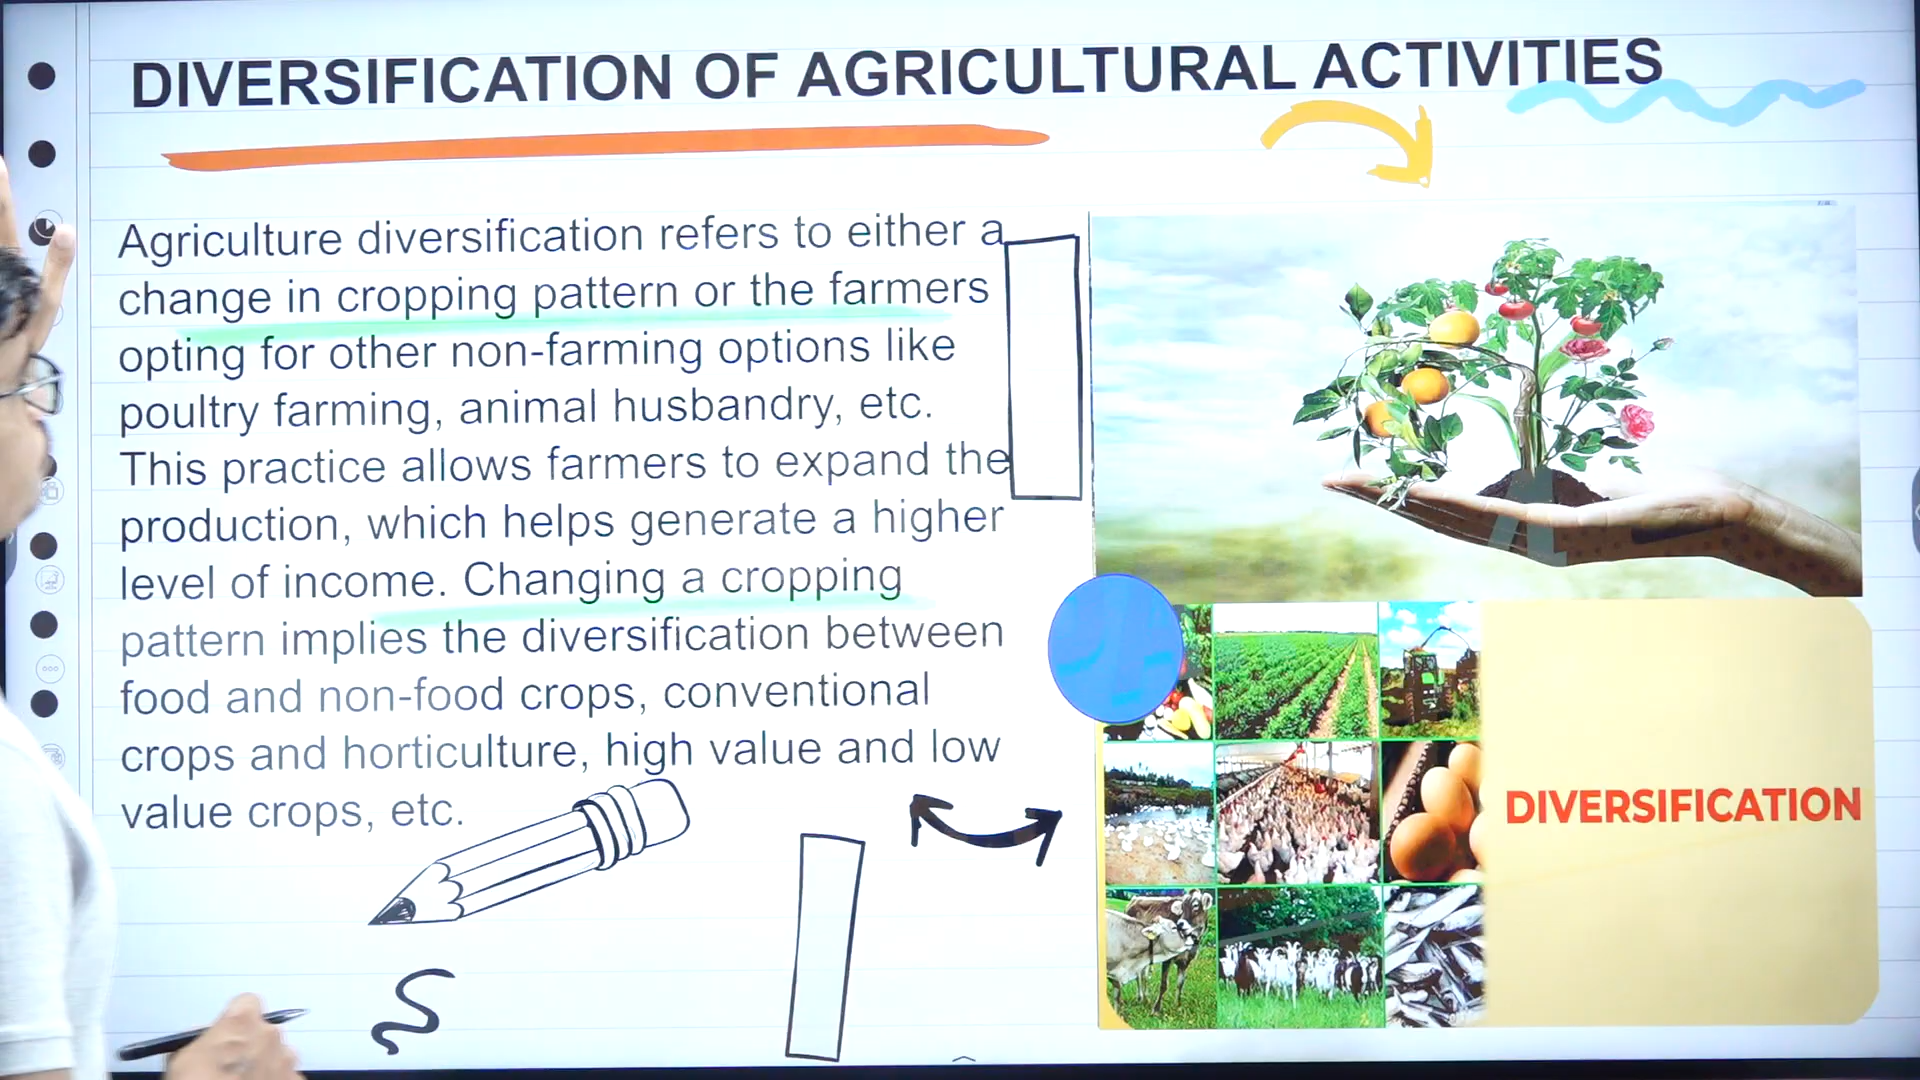 DIVERSIFICATION OF AGRICULTURAL ACTIVITIES
Agriculture diversification refers to either a
change in cropping pattern or the farmers
opting for other non-farming options like
poultry farming, animal husbandry, etc.
This practice allows farmers to expand the
production, which helps generate a higher
level of income. Changing a cropping
pattern implies the diversification between
food and non-food crops, conventional
crops and horticulture, high value and low
value crops, etc.
DIVERSIFICATION